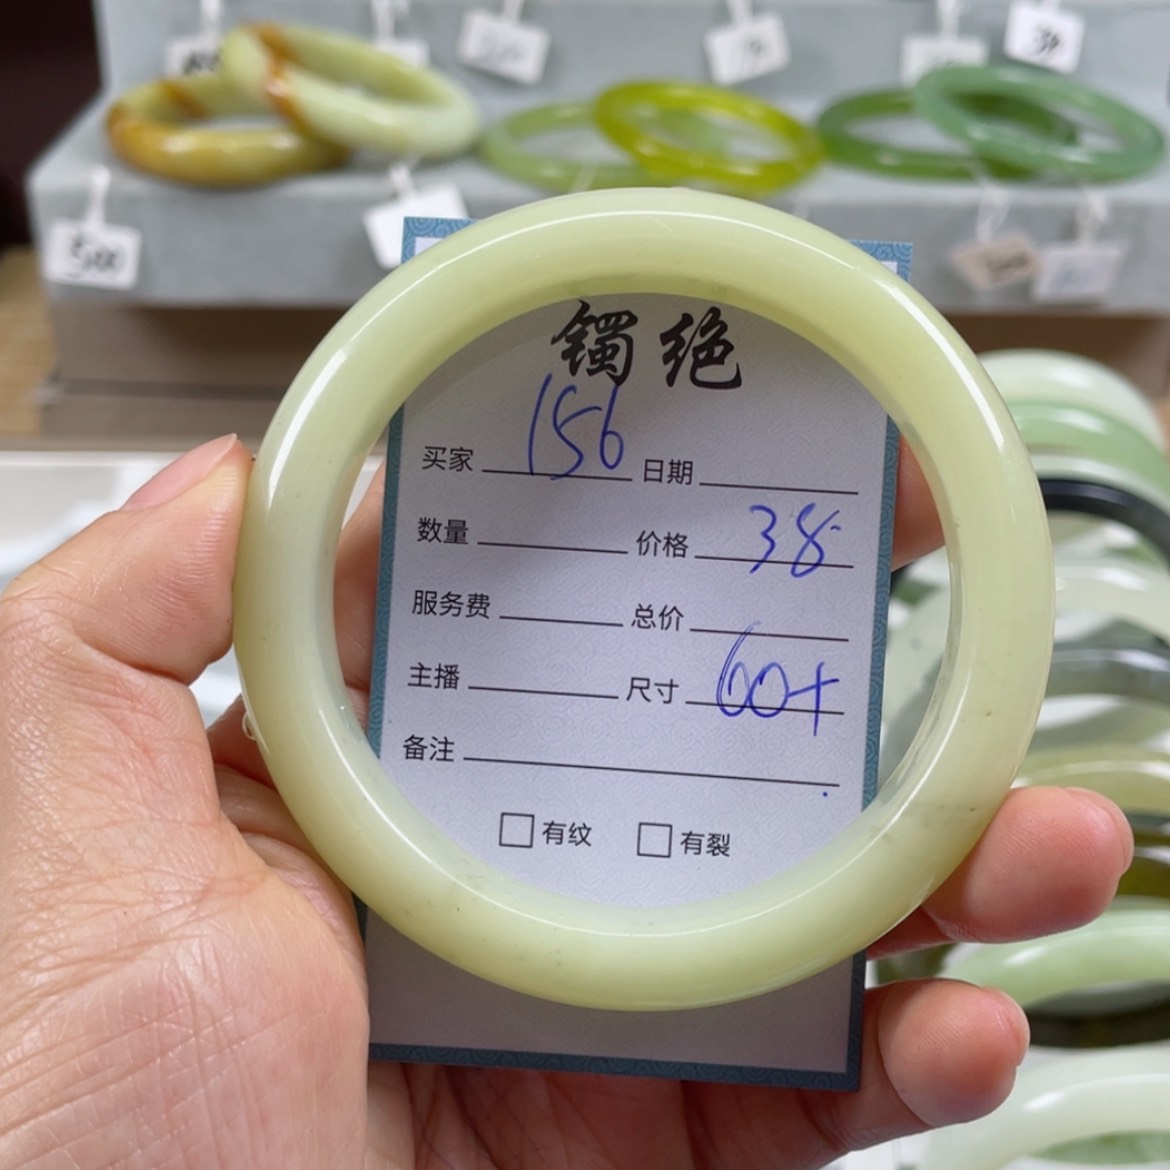 500
镯绝
买家 156 日期
数量 价格 38
服务费 总价
主播 尺寸 60+
备注
□有纹 □有裂